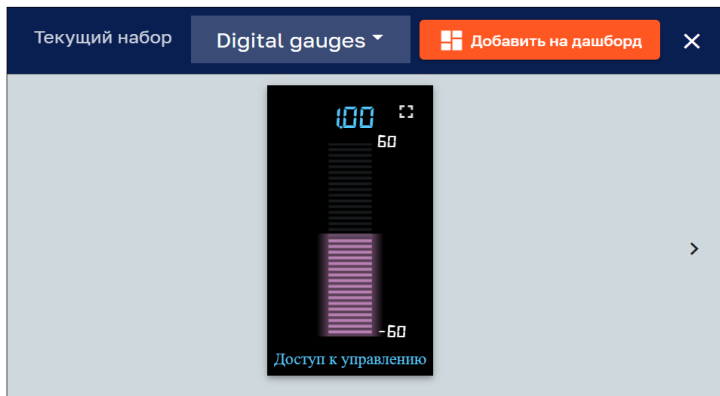 Текущий набор
Digital gauges
Добавить на дашборд
1.00
60
-60
Доступ к управлению